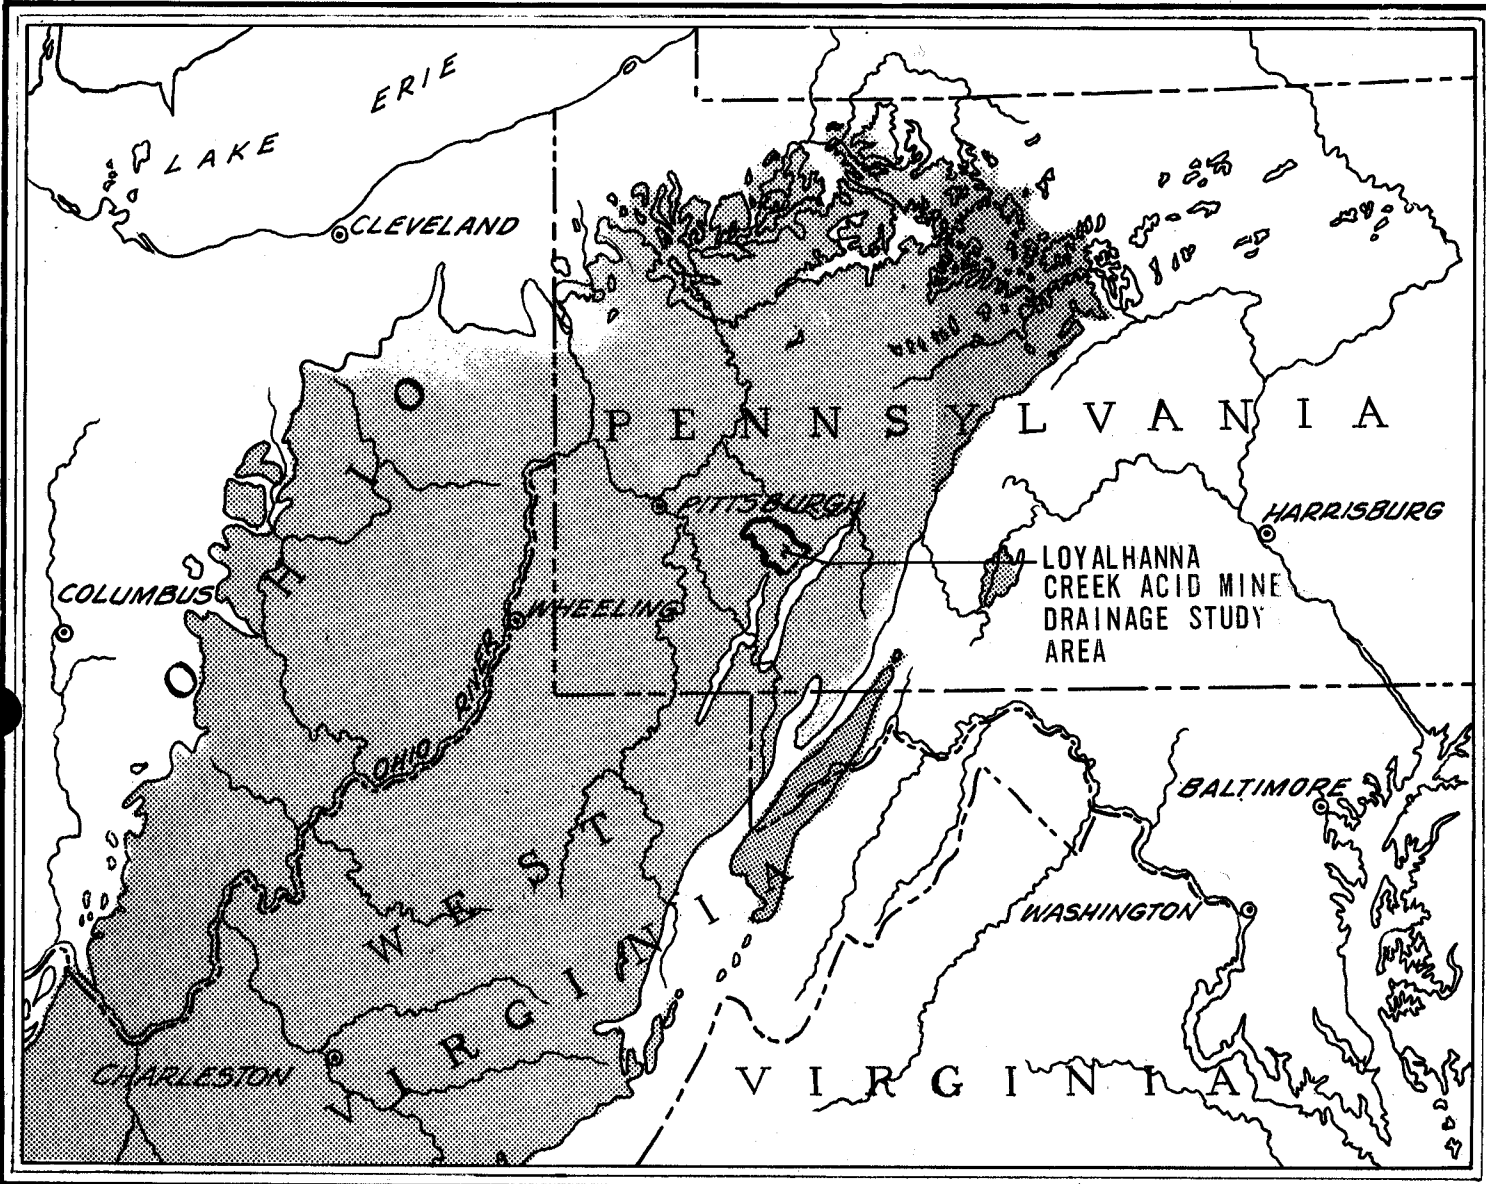 LAKE ERIE
CLEVELAND
OHIO
PENNSYLVANIA
PITTSBURGH
HARRISBURG
LOYALHANNA
CREEK ACID MINE
DRAINAGE STUDY
AREA
COLUMBUS
WHEELING
OHIO RIVER
BALTIMORE
WASHINGTON
WEST
VIRGINIA
CHARLESTON
VIRGINIA